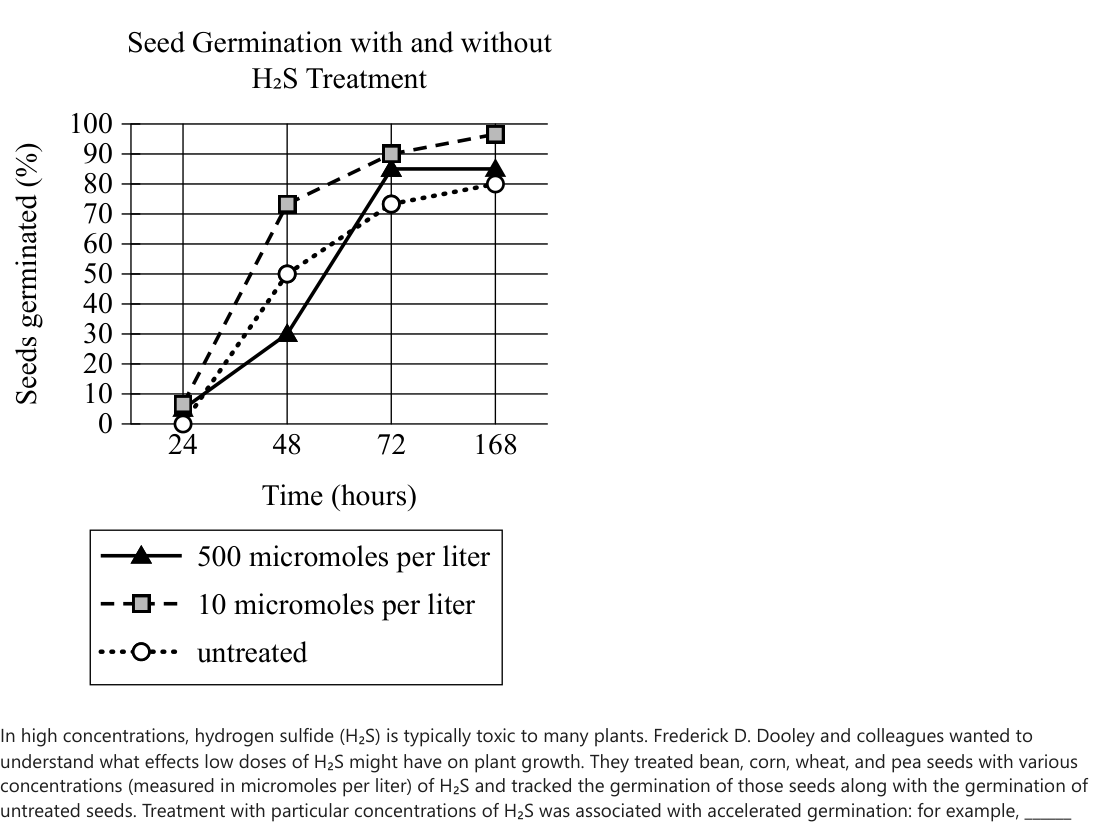 Seed Germination with and without
H₂S Treatment
Seeds germinated (%)
100
90
80
70
60
50
40
30
20
10
0
24 48 72 168
Time (hours)
500 micromoles per liter
10 micromoles per liter
untreated
In high concentrations, hydrogen sulfide (H₂S) is typically toxic to many plants. Frederick D. Dooley and colleagues wanted to
understand what effects low doses of H₂S might have on plant growth. They treated bean, corn, wheat, and pea seeds with various
concentrations (measured in micromoles per liter) of H₂S and tracked the germination of those seeds along with the germination of
untreated seeds. Treatment with particular concentrations of H₂S was associated with accelerated germination: for example, _____